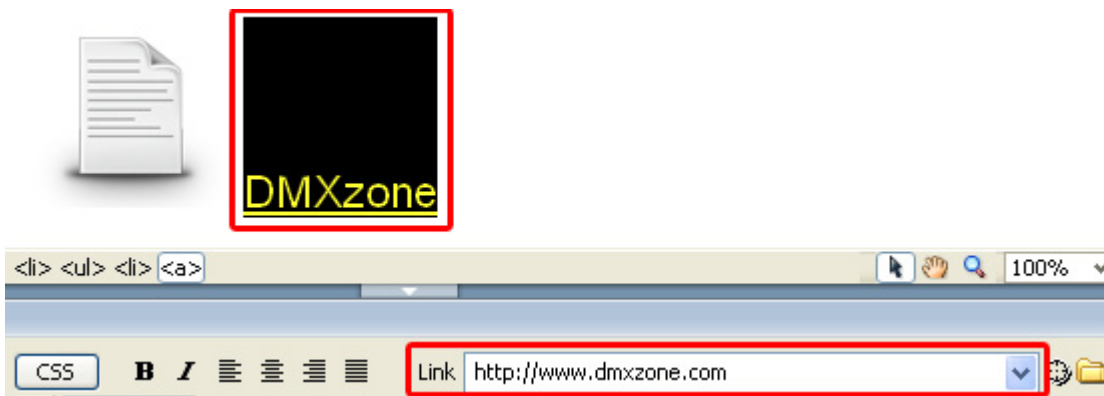 DMXzone
<li> <ul> <li> <a> 100%
CSS B I Link http://www.dmxzone.com